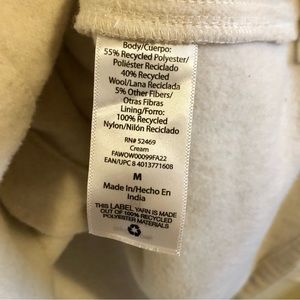 Body/Cuerpo:
55% Recycled Polyester/
Poliéster Reciclado
40% Recycled
Wool/Lana Reciclada
5% Other Fibers/
Otras Fibras
Lining/Forro:
100% Recycled
Nylon/Nilón Reciclado
RN# 52469
Cream
FAWOW00099FA22
EAN/UPC 8 4013771608
M
Made In/Hecho En
India
THIS LABEL YARN IS MADE
OUT OF 100% RECYCLED
POLYESTER MATERIALS